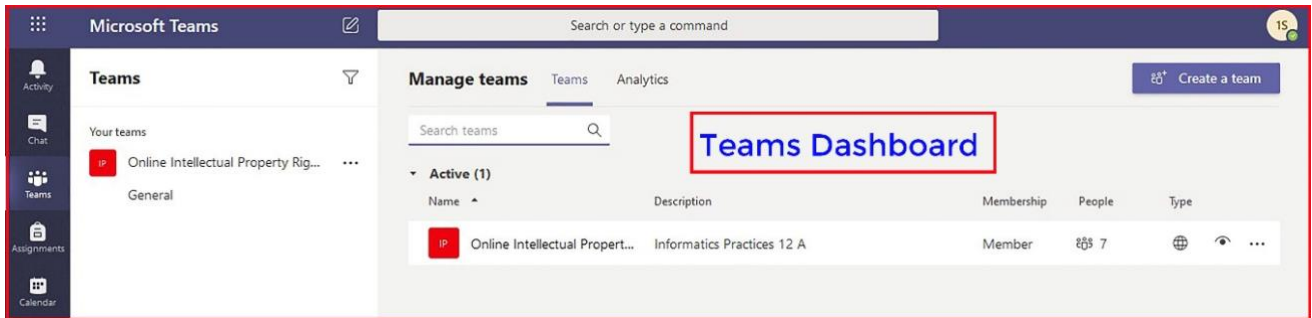 Microsoft Teams
Search or type a command
1S
Activity
Chat
Teams
Assignments
Calendar
Teams
Your teams
IP Online Intellectual Property Rig...
General
Manage teams Teams Analytics
Create a team
Search teams
Teams Dashboard
Active (1)
Name Description Membership People Type
IP Online Intellectual Propert... Informatics Practices 12 A Member 7